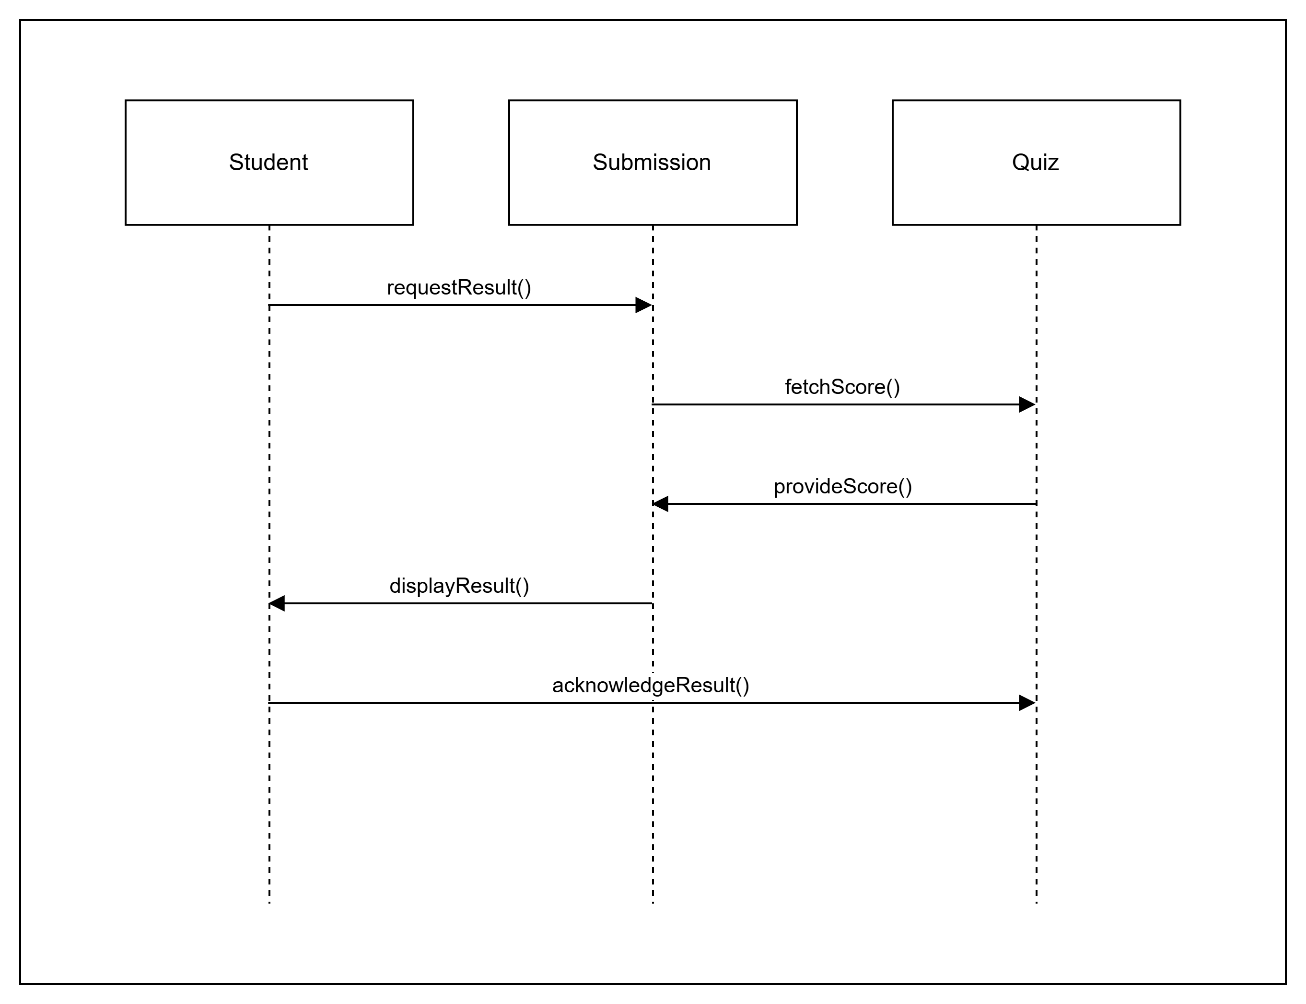 Student
Submission
Quiz
requestResult()
fetchScore()
provideScore()
displayResult()
acknowledgeResult()